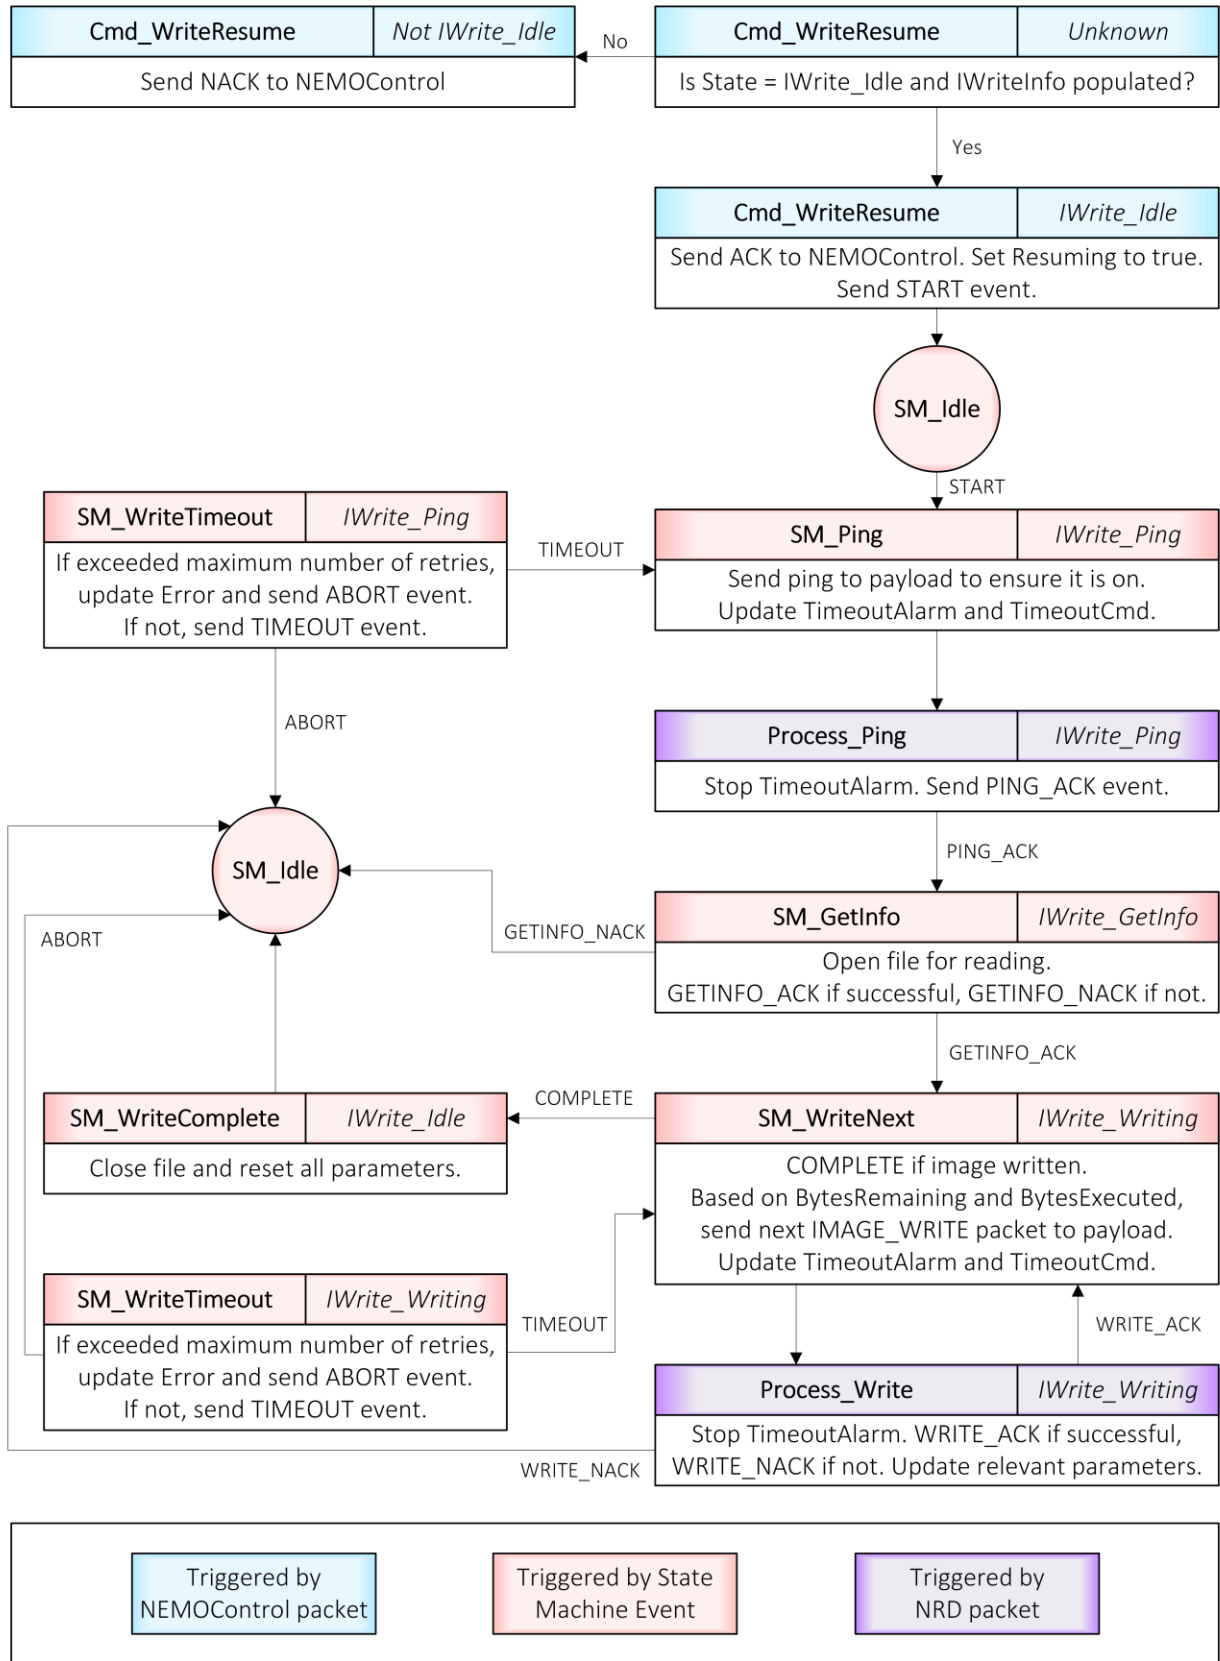 Cmd_WriteResume
Not IWrite_Idle
Send NACK to NEMOControl
No
Cmd_WriteResume
Unknown
Is State = IWrite_Idle and IWriteInfo populated?
Yes
Cmd_WriteResume
IWrite_Idle
Send ACK to NEMOControl. Set Resuming to true.
Send START event.
SM_Idle
START
SM_WriteTimeout
IWrite_Ping
If exceeded maximum number of retries,
update Error and send ABORT event.
If not, send TIMEOUT event.
TIMEOUT
SM_Ping
IWrite_Ping
Send ping to payload to ensure it is on.
Update TimeoutAlarm and TimeoutCmd.
ABORT
Process_Ping
IWrite_Ping
Stop TimeoutAlarm. Send PING_ACK event.
PING_ACK
SM_Idle
ABORT
GETINFO_NACK
SM_GetInfo
IWrite_GetInfo
Open file for reading.
GETINFO_ACK if successful, GETINFO_NACK if not.
GETINFO_ACK
SM_WriteComplete
IWrite_Idle
Close file and reset all parameters.
COMPLETE
SM_WriteNext
IWrite_Writing
COMPLETE if image written.
Based on BytesRemaining and BytesExecuted,
send next IMAGE_WRITE packet to payload.
Update TimeoutAlarm and TimeoutCmd.
SM_WriteTimeout
IWrite_Writing
If exceeded maximum number of retries,
update Error and send ABORT event.
If not, send TIMEOUT event.
TIMEOUT
WRITE_ACK
Process_Write
IWrite_Writing
Stop TimeoutAlarm. WRITE_ACK if successful,
WRITE_NACK if not. Update relevant parameters.
WRITE_NACK
Triggered by
NEMOControl packet
Triggered by State
Machine Event
Triggered by
NRD packet